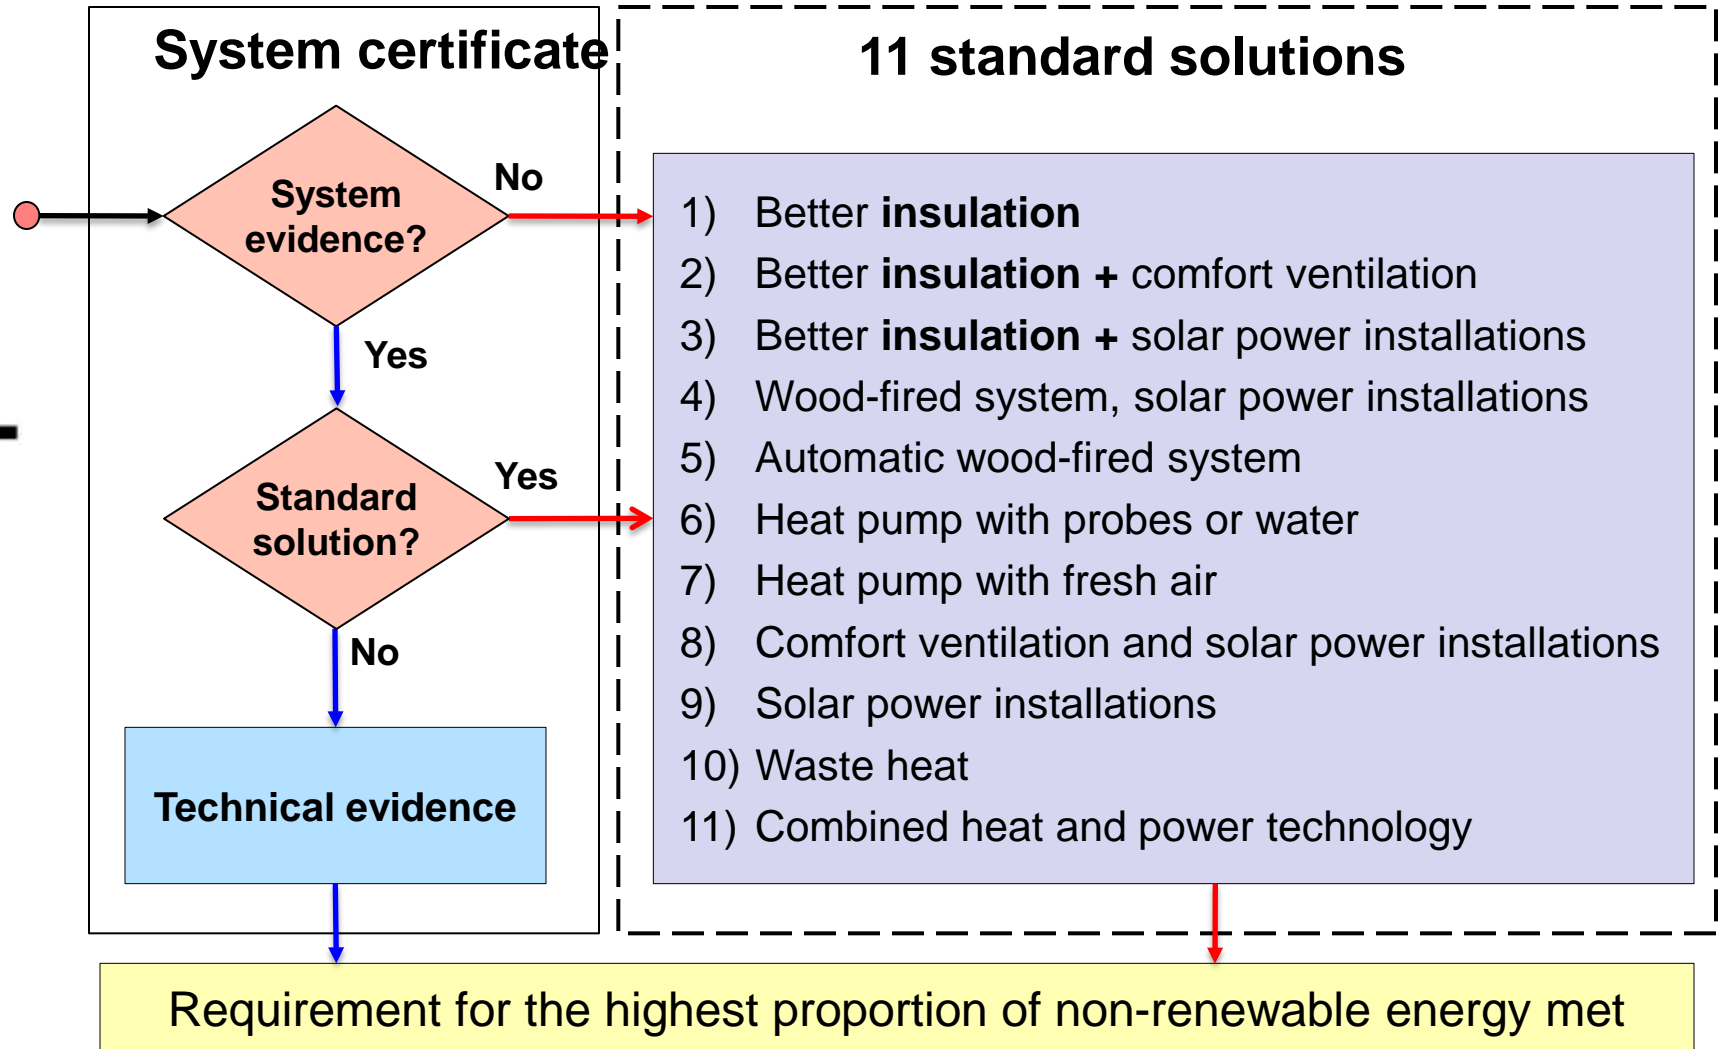 System certificate
11 standard solutions
System
evidence?
No
Yes
Standard
solution?
Yes
No
Technical evidence
1) Better insulation
2) Better insulation + comfort ventilation
3) Better insulation + solar power installations
4) Wood-fired system, solar power installations
5) Automatic wood-fired system
6) Heat pump with probes or water
7) Heat pump with fresh air
8) Comfort ventilation and solar power installations
9) Solar power installations
10) Waste heat
11) Combined heat and power technology
Requirement for the highest proportion of non-renewable energy met